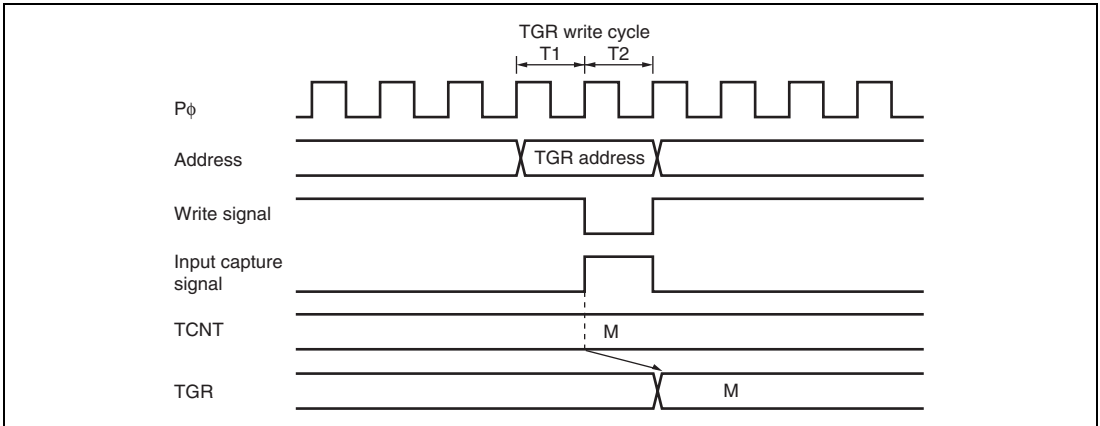 TGR write cycle
T1 T2
Pϕ
Address
TGR address
Write signal
Input capture
signal
TCNT
M
TGR
M